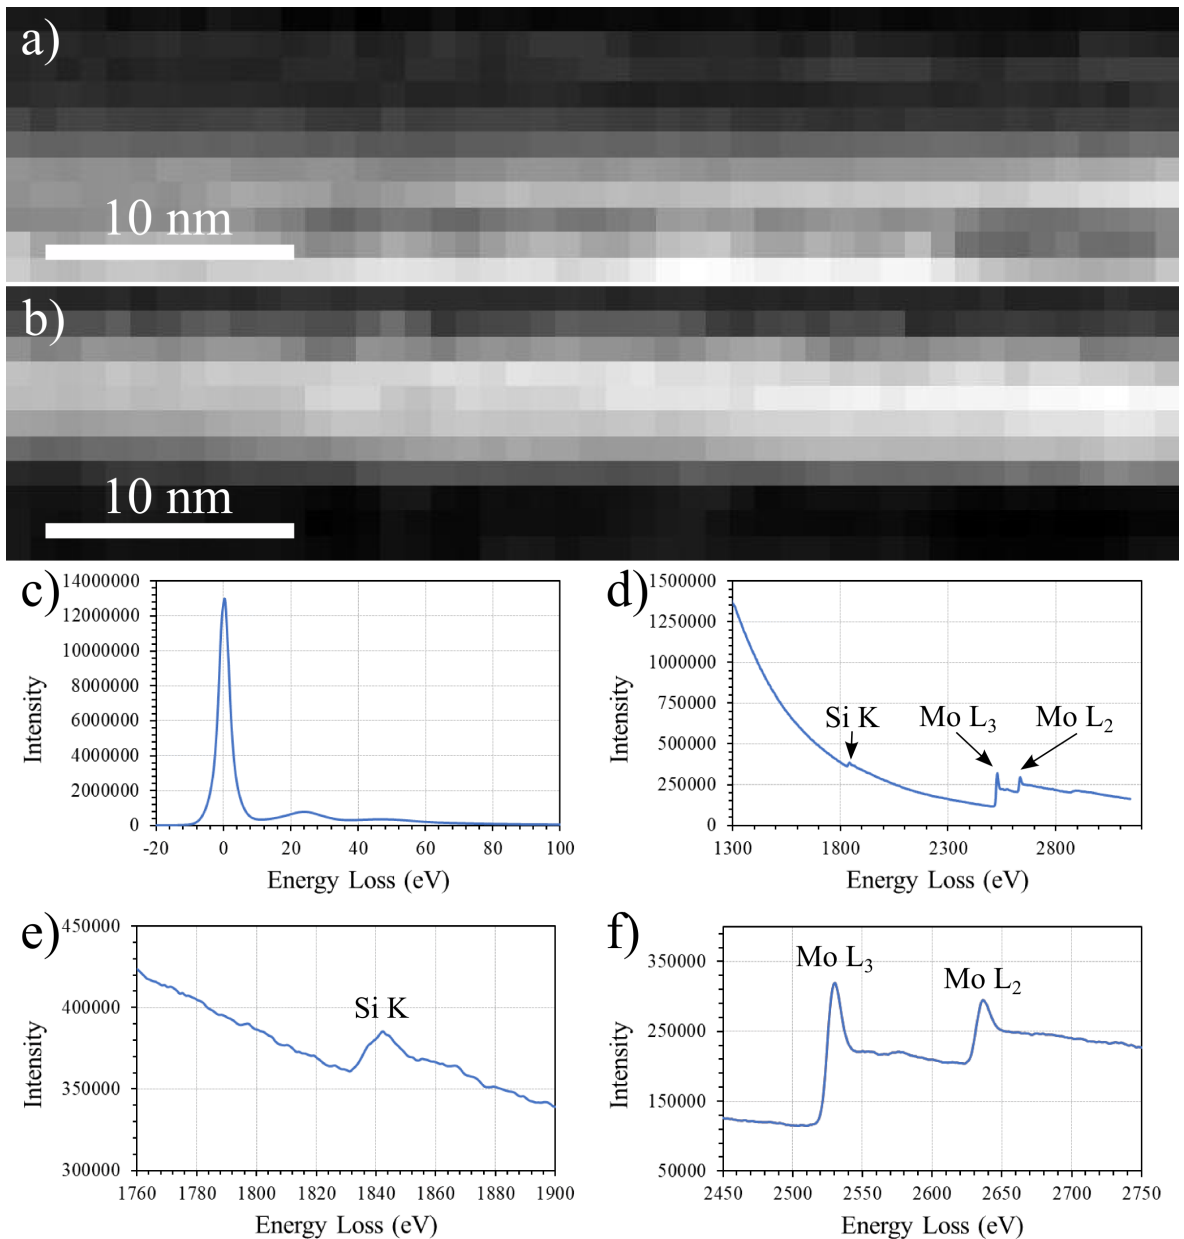 a)
10 nm
b)
10 nm
c)
14000000
12000000
10000000
8000000
6000000
4000000
2000000
0
-20 0 20 40 60 80 100
Intensity
Energy Loss (eV)
d)
1500000
1250000
1000000
750000
500000
250000
0
1300 1800 2300 2800
Intensity
Energy Loss (eV)
Si K
Mo L3
Mo L2
e)
450000
400000
350000
300000
1760 1780 1800 1820 1840 1860 1880 1900
Intensity
Energy Loss (eV)
Si K
f)
350000
250000
150000
50000
2450 2500 2550 2600 2650 2700 2750
Intensity
Energy Loss (eV)
Mo L3
Mo L2